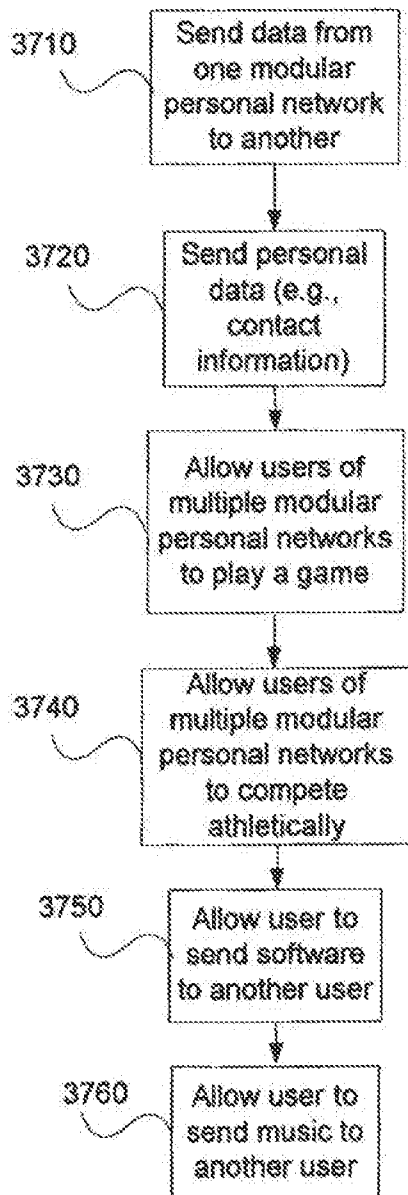 3710
Send data from
one modular
personal network
to another
3720
Send personal
data (e.g.,
contact
information)
3730
Allow users of
multiple modular
personal networks
to play a game
3740
Allow users of
multiple modular
personal networks
to compete
athletically
3750
Allow user to
send software
to another user
3760
Allow user to
send music to
another user